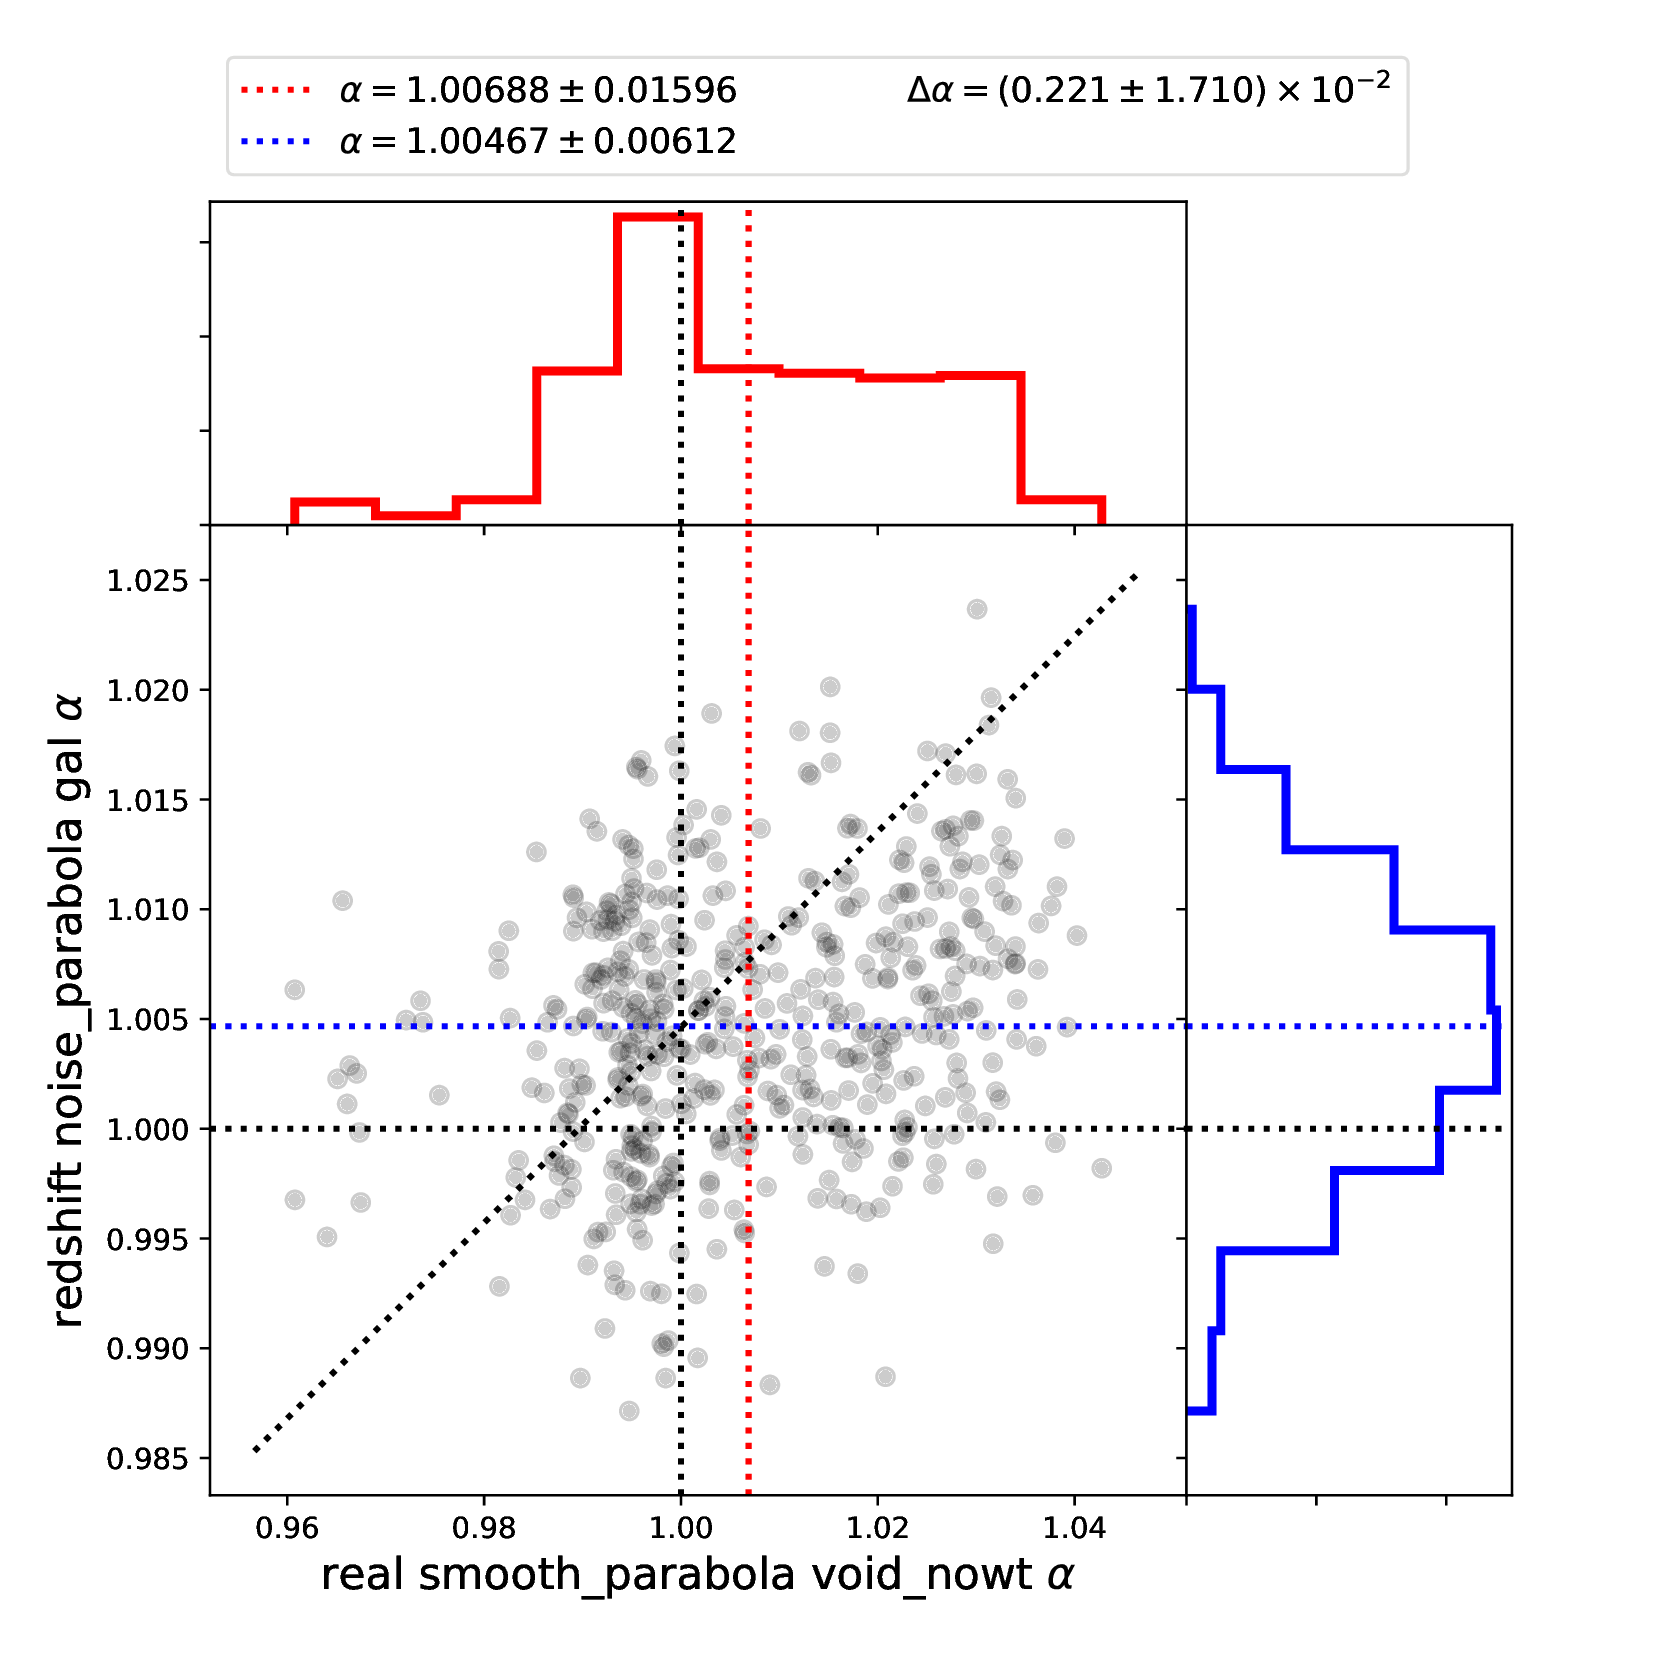 α = 1.00688 ± 0.01596
Δα = (0.221 ± 1.710) × 10⁻²
α = 1.00467 ± 0.00612
1.025
1.020
1.015
1.010
1.005
1.000
0.995
0.990
0.985
redshift noise_parabola gal α
0.96 0.98 1.00 1.02 1.04
real smooth_parabola void_nowt α